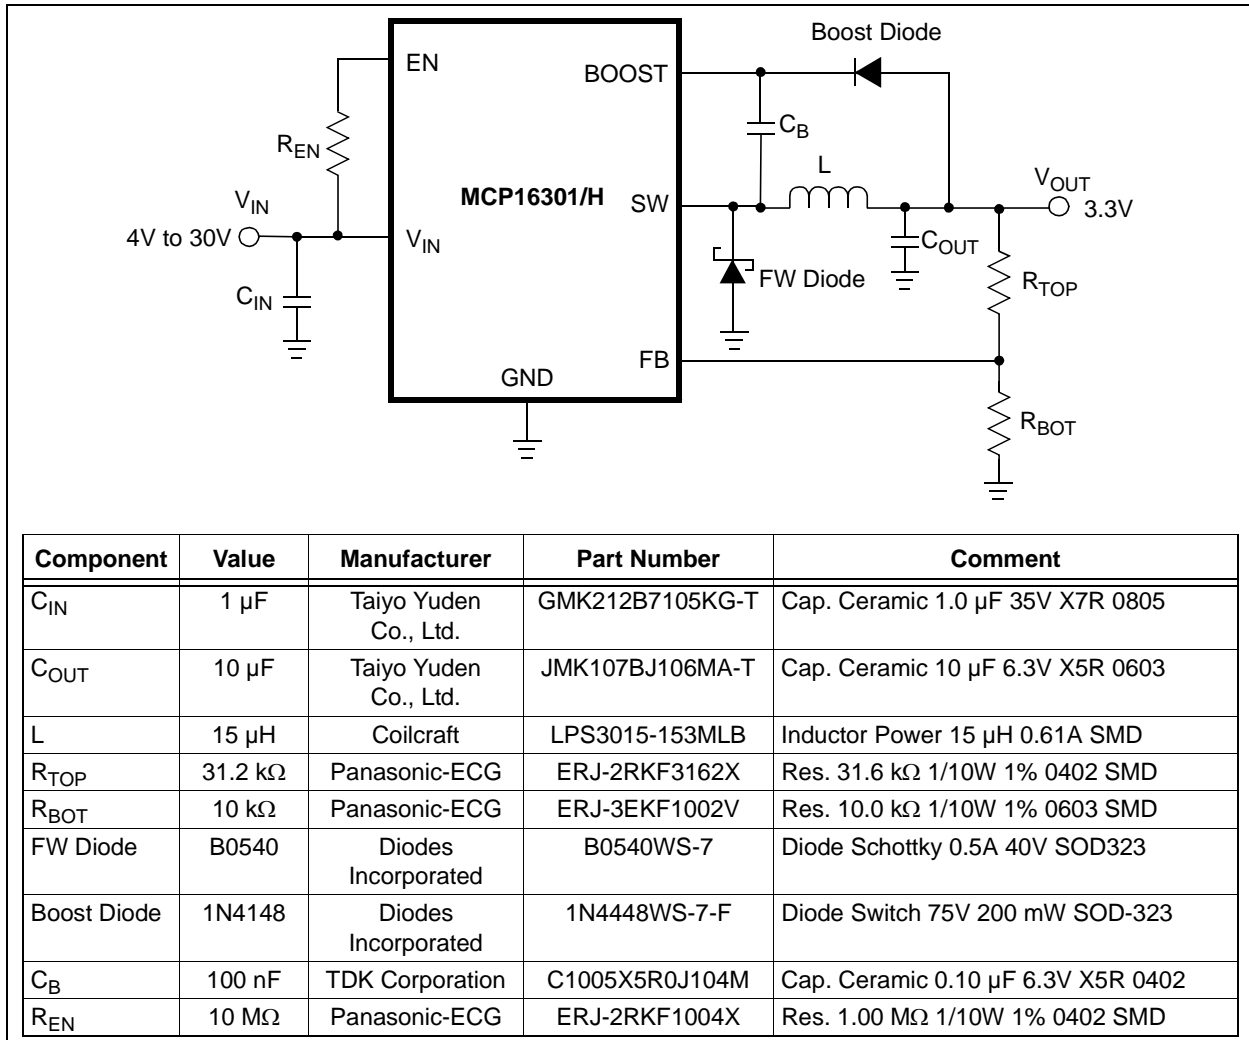 Boost Diode
EN
BOOST
C_B
R_EN
L
MCP16301/H
SW
V_OUT
V_IN
3.3V
4V to 30V
V_IN
C_OUT
FW Diode
R_TOP
C_IN
FB
GND
R_BOT
Component Value Manufacturer Part Number Comment
C_IN 1 µF Taiyo Yuden Co., Ltd. GMK212B7105KG-T Cap. Ceramic 1.0 µF 35V X7R 0805
C_OUT 10 µF Taiyo Yuden Co., Ltd. JMK107BJ106MA-T Cap. Ceramic 10 µF 6.3V X5R 0603
L 15 µH Coilcraft LPS3015-153MLB Inductor Power 15 µH 0.61A SMD
R_TOP 31.2 kΩ Panasonic-ECG ERJ-2RKF3162X Res. 31.6 kΩ 1/10W 1% 0402 SMD
R_BOT 10 kΩ Panasonic-ECG ERJ-3EKF1002V Res. 10.0 kΩ 1/10W 1% 0603 SMD
FW Diode B0540 Diodes Incorporated B0540WS-7 Diode Schottky 0.5A 40V SOD323
Boost Diode 1N4148 Diodes Incorporated 1N4448WS-7-F Diode Switch 75V 200 mW SOD-323
C_B 100 nF TDK Corporation C1005X5R0J104M Cap. Ceramic 0.10 µF 6.3V X5R 0402
R_EN 10 MΩ Panasonic-ECG ERJ-2RKF1004X Res. 1.00 MΩ 1/10W 1% 0402 SMD